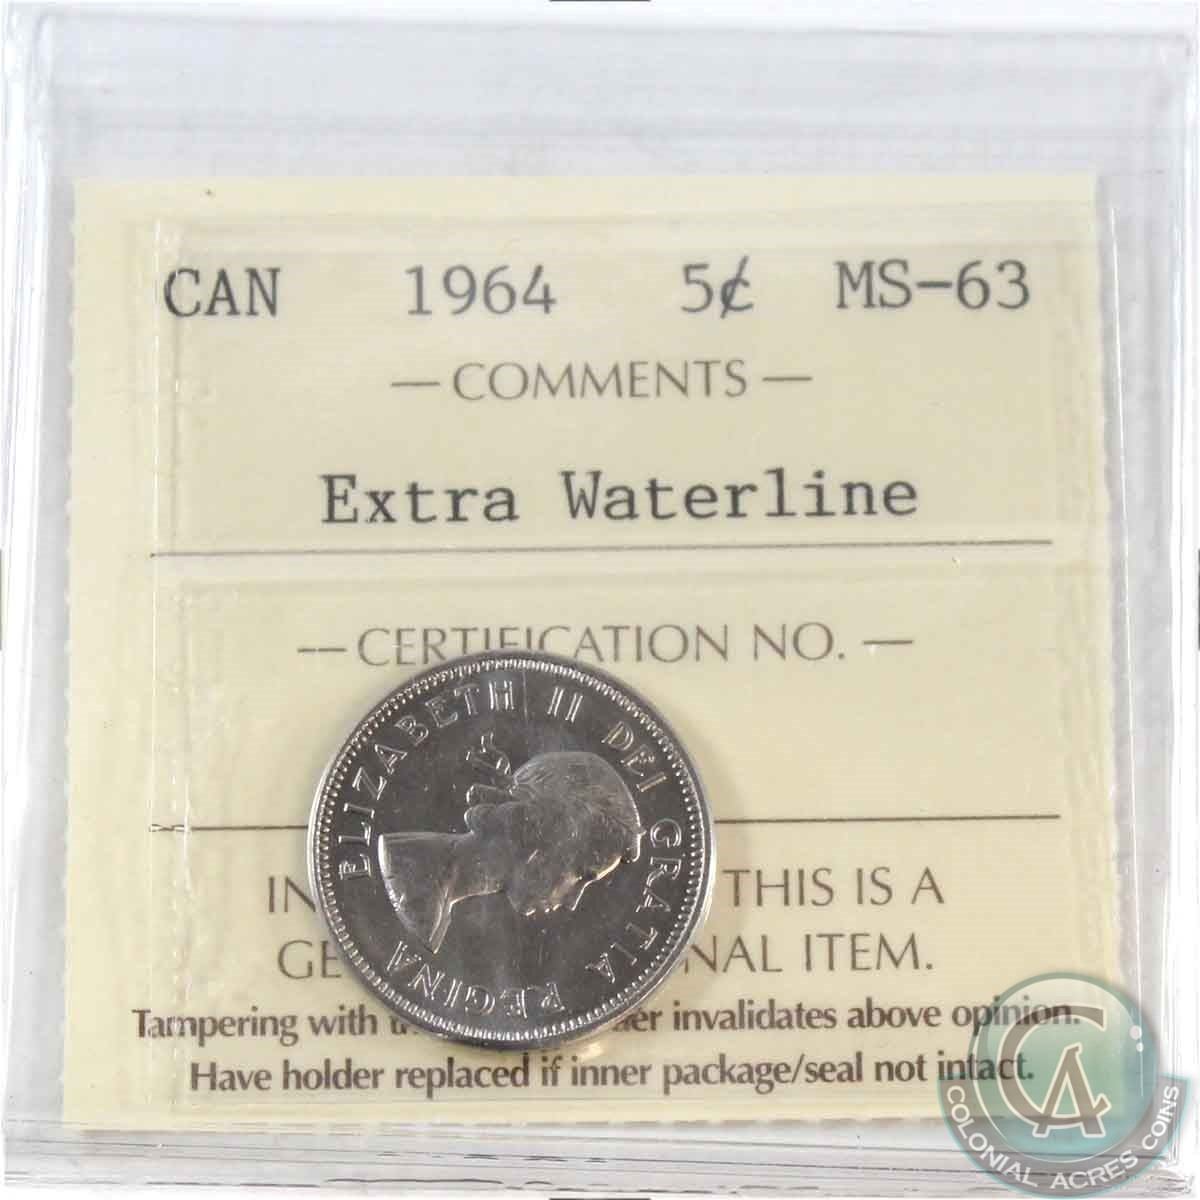 CAN 1964 5¢ MS-63
— COMMENTS —
Extra Waterline
— CERTIFICATION NO. —
ELIZABETH II DEI GRATIA REGINA
IN THIS IS A
GE NAL ITEM.
Tampering with invalidates above opinion.
Have holder replaced if inner package/seal not intact.
CA
COLONIAL ACRES COINS